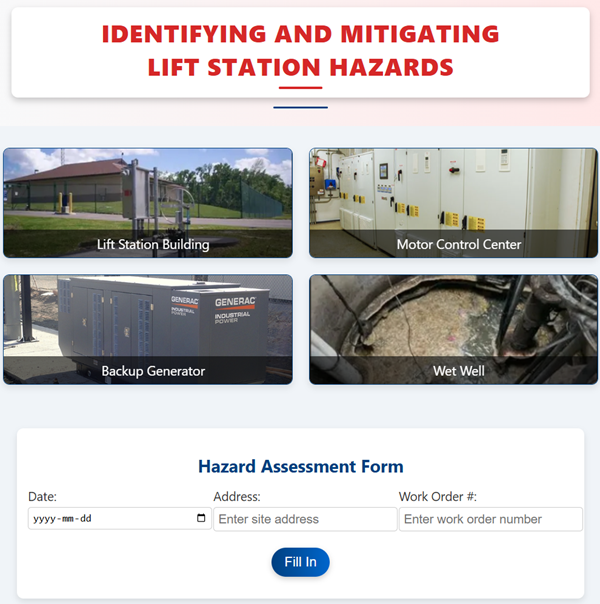 IDENTIFYING AND MITIGATING
LIFT STATION HAZARDS
Lift Station Building
Motor Control Center
GENERAC
INDUSTRIAL
POWER
GENERAC
INDUSTRIAL
POWER
Backup Generator
Wet Well
Hazard Assessment Form
Date:
Address:
Work Order #:
yyyy-mm-dd
Enter site address
Enter work order number
Fill In